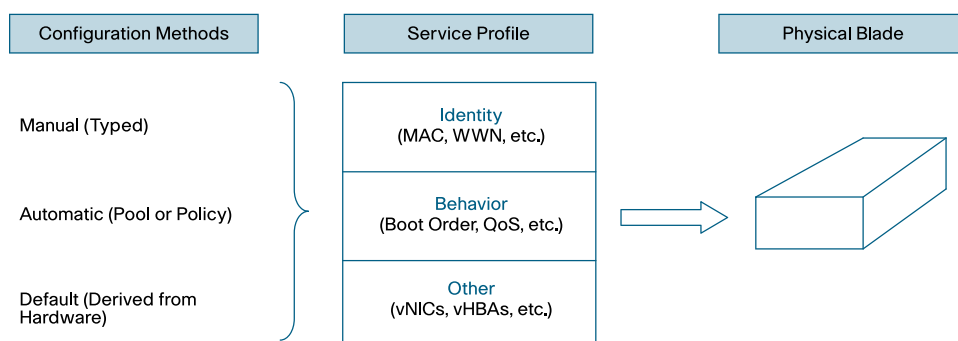 Configuration Methods
Service Profile
Physical Blade
Manual (Typed)
Automatic (Pool or Policy)
Default (Derived from
Hardware)
Identity
(MAC, WWN, etc.)
Behavior
(Boot Order, QoS, etc.)
Other
(vNICs, vHBAs, etc.)